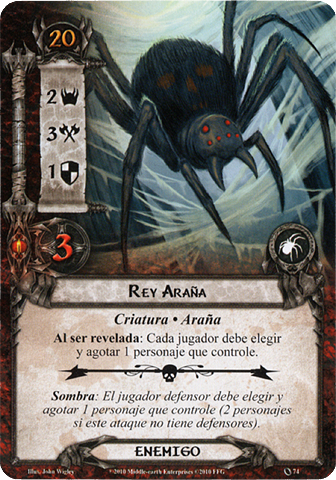 20
2
3
1
3
Rey Araña
Criatura • Araña
Al ser revelada: Cada jugador debe elegir
y agotar 1 personaje que controle.
Sombra: El jugador defensor debe elegir y
agotar 1 personaje que controle (2 personajes
si este ataque no tiene defensores).
ENEMIGO
Illus. John Wigley ©2010 Middle-earth Enterprises ©2010 FFG 74